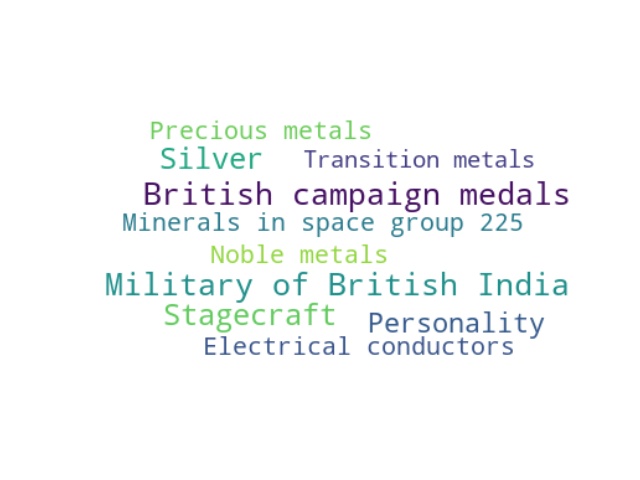 Precious metals
Silver
Transition metals
British campaign medals
Minerals in space group 225
Noble metals
Military of British India
Stagecraft
Personality
Electrical conductors